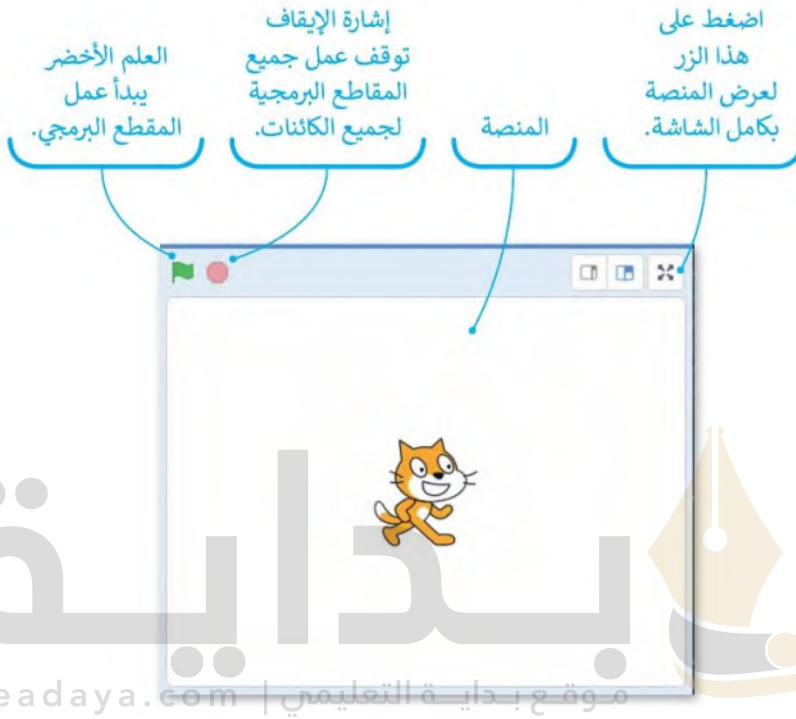 اضغط على
هذا الزر
لعرض المنصة
بكامل الشاشة.
المنصة
إشارة الإيقاف
توقف عمل جميع
المقاطع البرمجية
لجميع الكائنات.
العلم الأخضر
يبدأ عمل
المقطع البرمجي.
بداية
موقع بداية التعليمي | eadaya.com